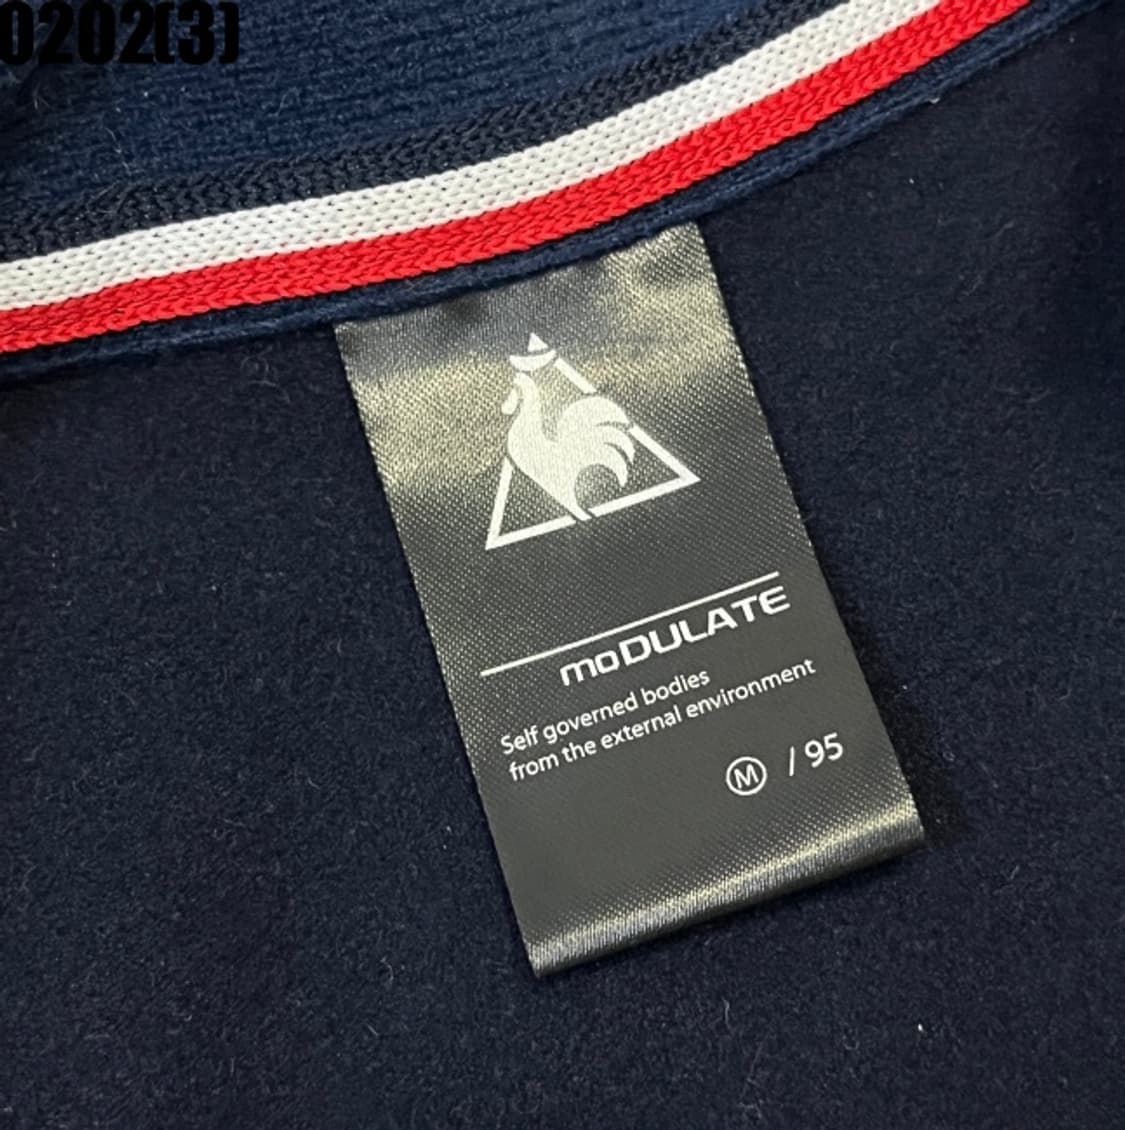 0202(3)
moDULATE
Self governed bodies
from the external environment
M / 95